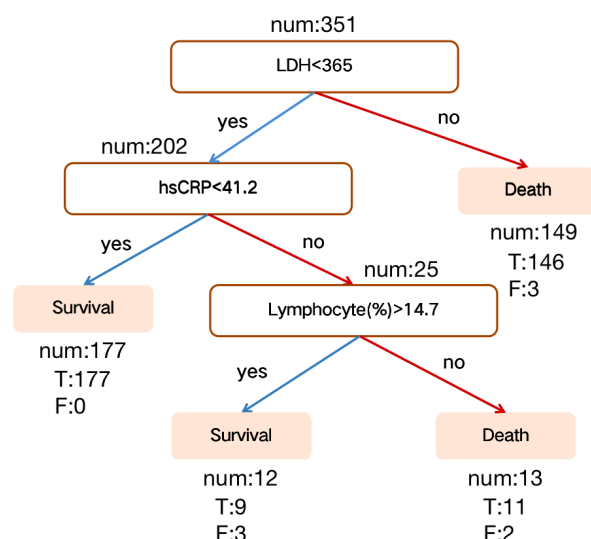 num:351
LDH<365
yes
no
num:202
hsCRP<41.2
Death
num:149
T:146
F:3
yes
no
num:25
Survival
Lymphocyte(%)>14.7
num:177
T:177
F:0
yes
no
Survival
Death
num:12
T:9
F:3
num:13
T:11
F:2